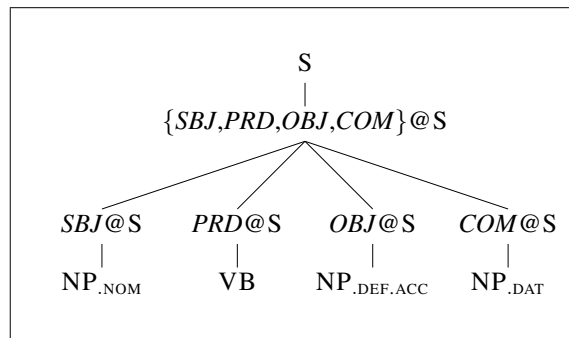 S
{SBJ,PRD,OBJ,COM}@S
SBJ@S PRD@S OBJ@S COM@S
NP.NOM VB NP.DEF.ACC NP.DAT